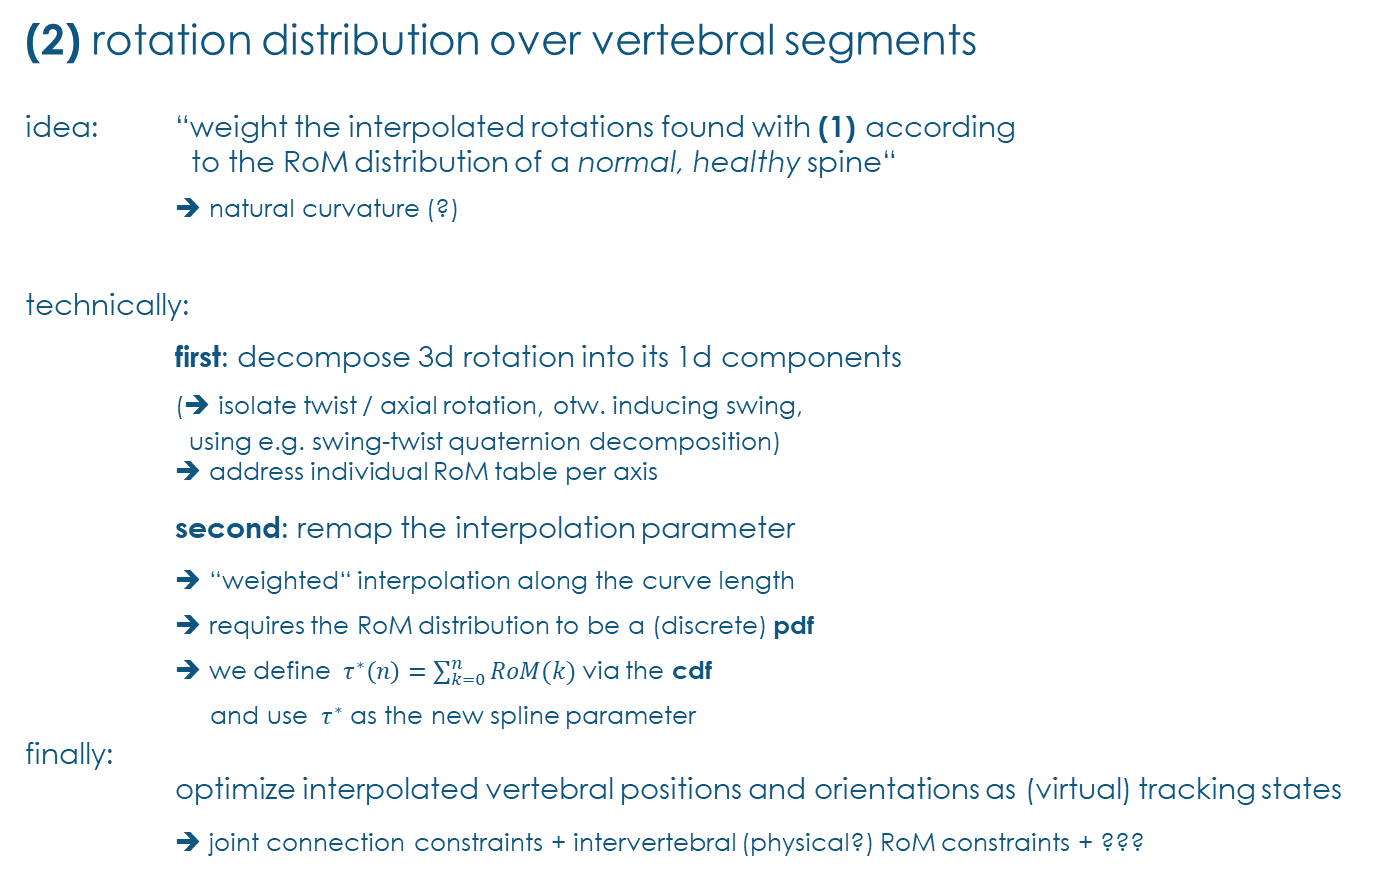 (2) rotation distribution over vertebral segments
idea: “weight the interpolated rotations found with (1) according
to the RoM distribution of a normal, healthy spine“
➔ natural curvature (?)
technically:
first: decompose 3d rotation into its 1d components
(➔ isolate twist / axial rotation, otw. inducing swing,
using e.g. swing-twist quaternion decomposition)
➔ address individual RoM table per axis
second: remap the interpolation parameter
➔ “weighted“ interpolation along the curve length
➔ requires the RoM distribution to be a (discrete) pdf
➔ we define τ*(n) = ∑ⁿₖ₌₀ RoM(k) via the cdf
and use τ* as the new spline parameter
finally:
optimize interpolated vertebral positions and orientations as (virtual) tracking states
➔ joint connection constraints + intervertebral (physical?) RoM constraints + ???